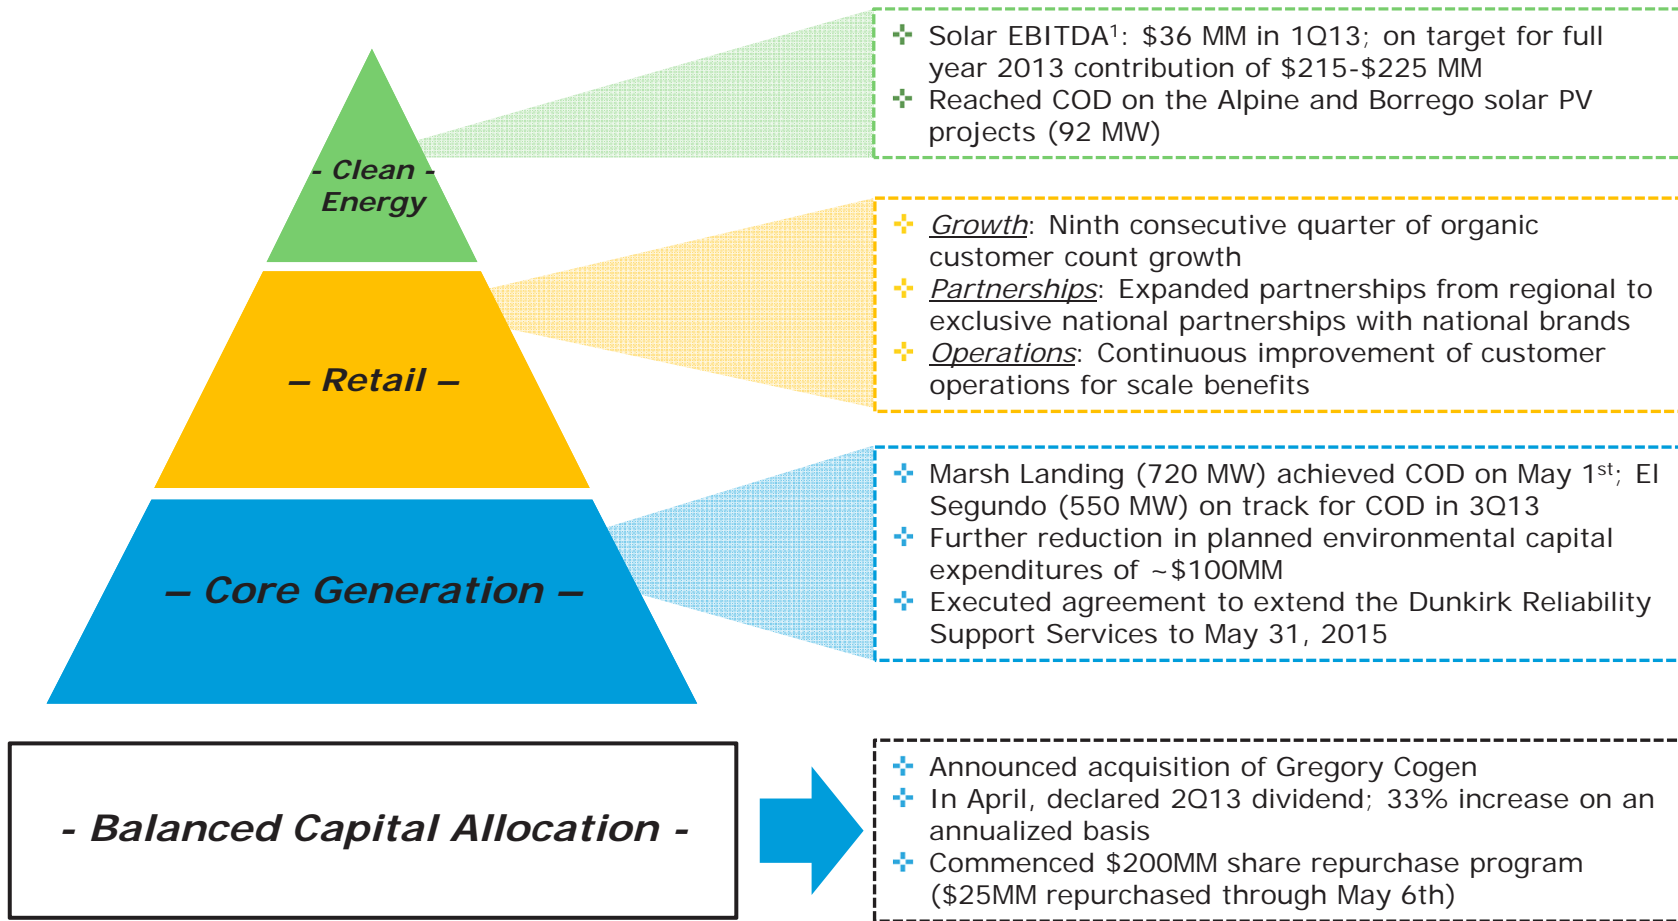 - Clean -
Energy
– Retail –
– Core Generation –
- Balanced Capital Allocation -
Solar EBITDA¹: $36 MM in 1Q13; on target for full
year 2013 contribution of $215-$225 MM
Reached COD on the Alpine and Borrego solar PV
projects (92 MW)
Growth: Ninth consecutive quarter of organic
customer count growth
Partnerships: Expanded partnerships from regional to
exclusive national partnerships with national brands
Operations: Continuous improvement of customer
operations for scale benefits
Marsh Landing (720 MW) achieved COD on May 1st; El
Segundo (550 MW) on track for COD in 3Q13
Further reduction in planned environmental capital
expenditures of ~$100MM
Executed agreement to extend the Dunkirk Reliability
Support Services to May 31, 2015
Announced acquisition of Gregory Cogen
In April, declared 2Q13 dividend; 33% increase on an
annualized basis
Commenced $200MM share repurchase program
($25MM repurchased through May 6th)